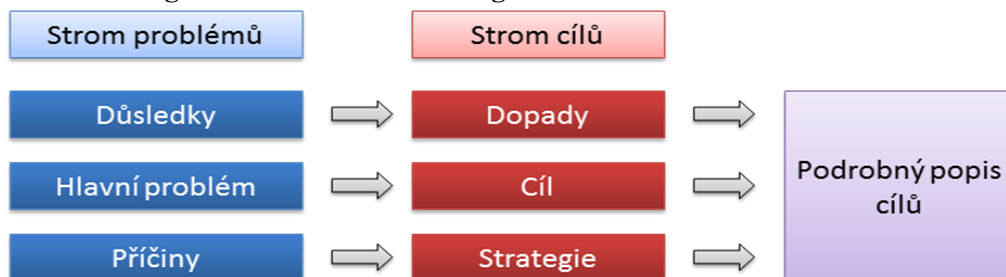 Strom problémů
Strom cílů
Důsledky
Dopady
Hlavní problém
Cíl
Podrobný popis
cílů
Příčiny
Strategie